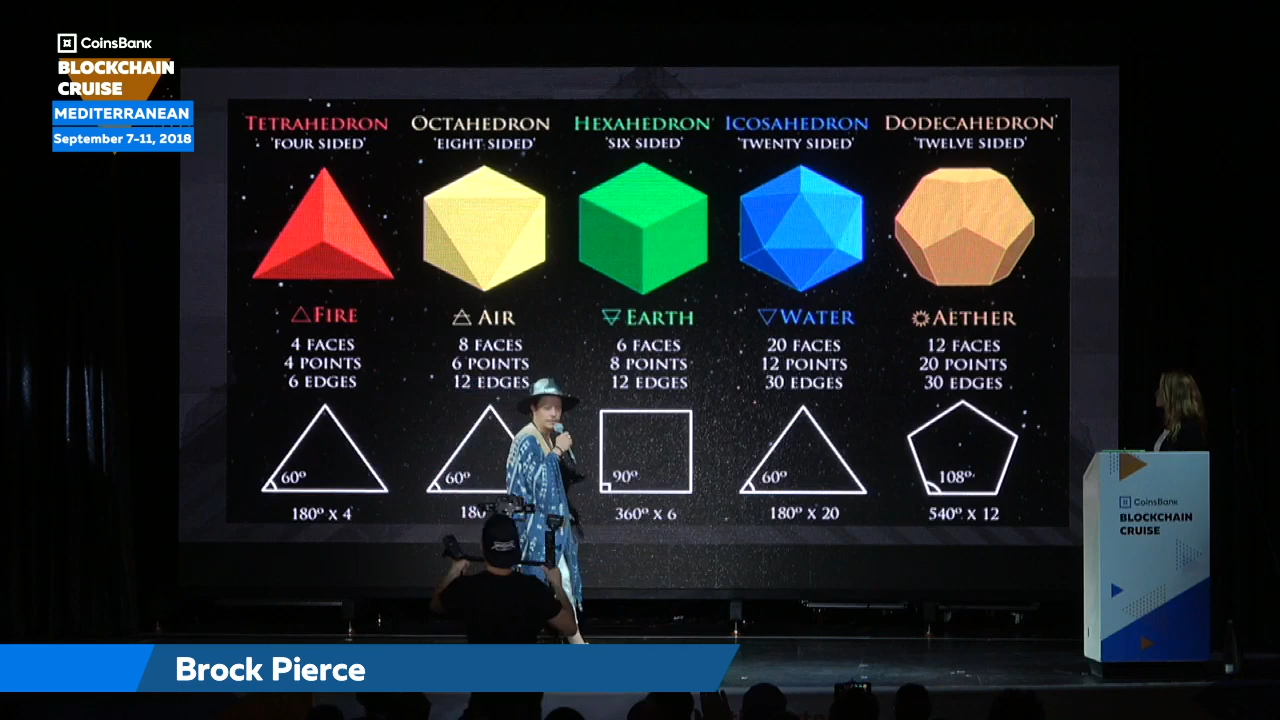 CoinsBank
BLOCKCHAIN
CRUISE
MEDITERRANEAN
September 7-11, 2018
TETRAHEDRON OCTAHEDRON HEXAHEDRON ICOSAHEDRON DODECAHEDRON
'FOUR SIDED' 'EIGHT SIDED' 'SIX SIDED' 'TWENTY SIDED' 'TWELVE SIDED'
FIRE AIR EARTH WATER AETHER
4 FACES 8 FACES 6 FACES 20 FACES 12 FACES
4 POINTS 6 POINTS 8 POINTS 12 POINTS 20 POINTS
6 EDGES 12 EDGES 12 EDGES 30 EDGES 30 EDGES
60º 60º 90º 60º 108º
180º X 4 180 360º X 6 180º X 20 540º X 12
CoinsBank
BLOCKCHAIN
CRUISE
Brock Pierce